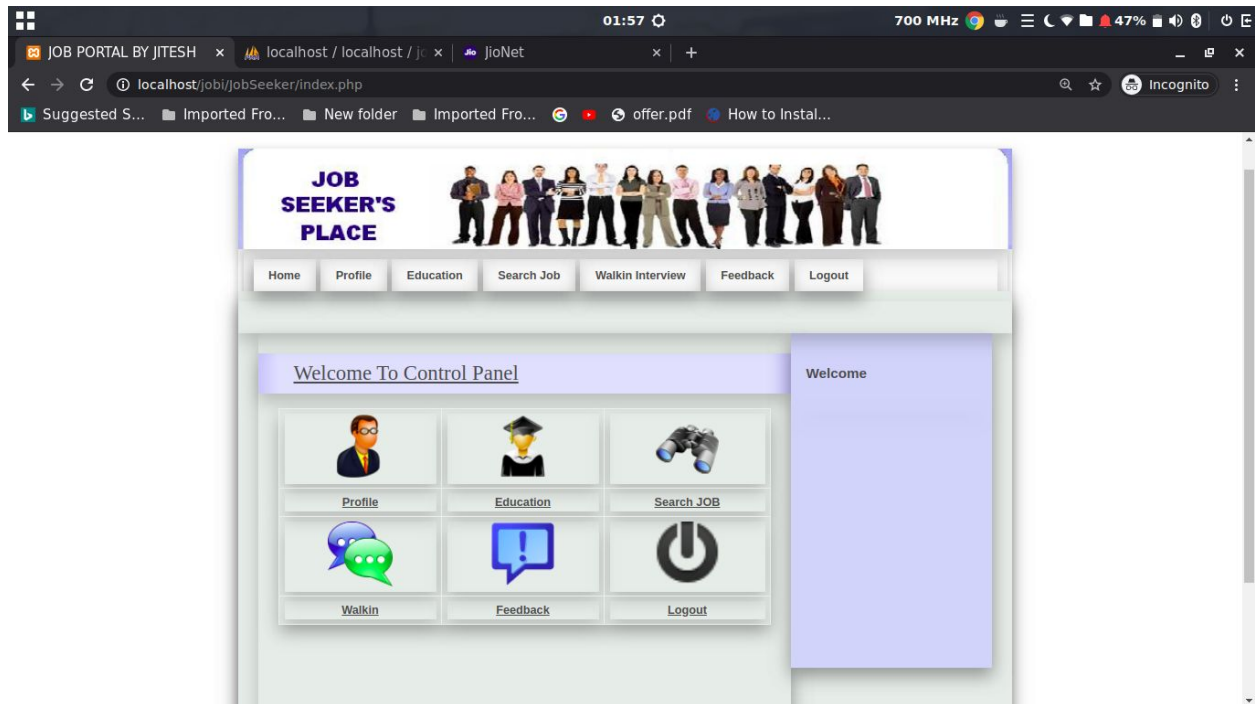 01:57
700 MHz
47%
JOB PORTAL BY JITESH
localhost / localhost / jo
Jio
JioNet
localhost/jobi/JobSeeker/index.php
Incognito
Suggested S...
Imported Fro...
New folder
Imported Fro...
offer.pdf
How to Instal...
JOB
SEEKER'S
PLACE
Home Profile Education Search Job Walkin Interview Feedback Logout
Welcome To Control Panel
Welcome
Profile Education Search JOB
Walkin Feedback Logout